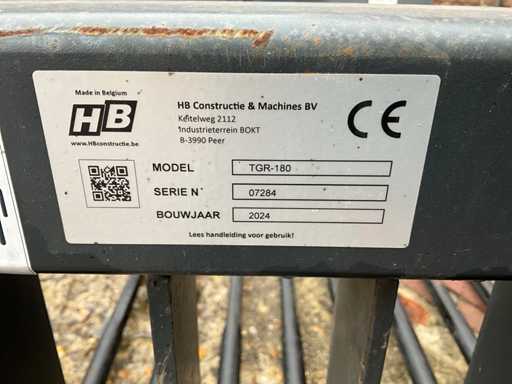 Made in Belgium
HB
www.HBconstructie.be
HB Constructie & Machines BV
Ketelweg 2112
Industrieterrein BOKT
B-3990 Peer
CE
MODEL TGR-180
SERIE N° 07284
BOUWJAAR 2024
Lees handleiding voor gebruik!